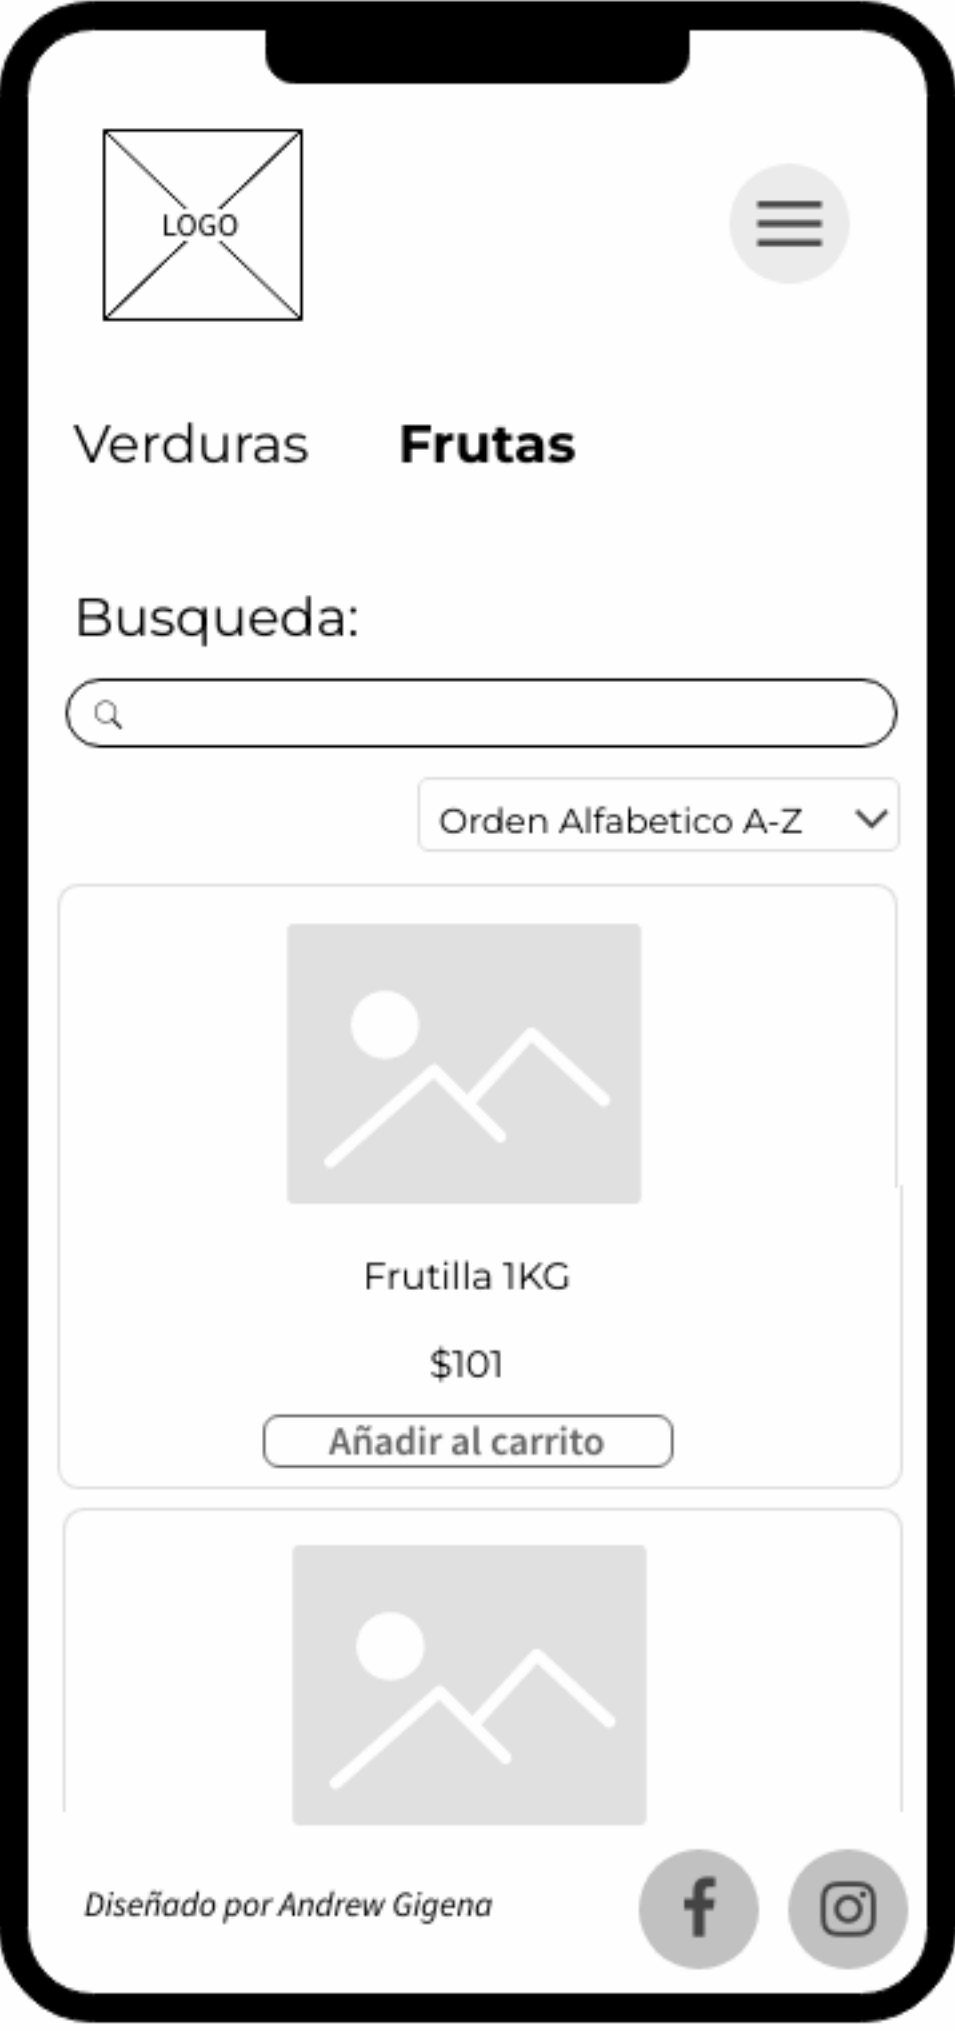 LOGO
Verduras Frutas
Busqueda:
Orden Alfabetico A-Z
Frutilla 1KG
$101
Añadir al carrito
Diseñado por Andrew Gigena